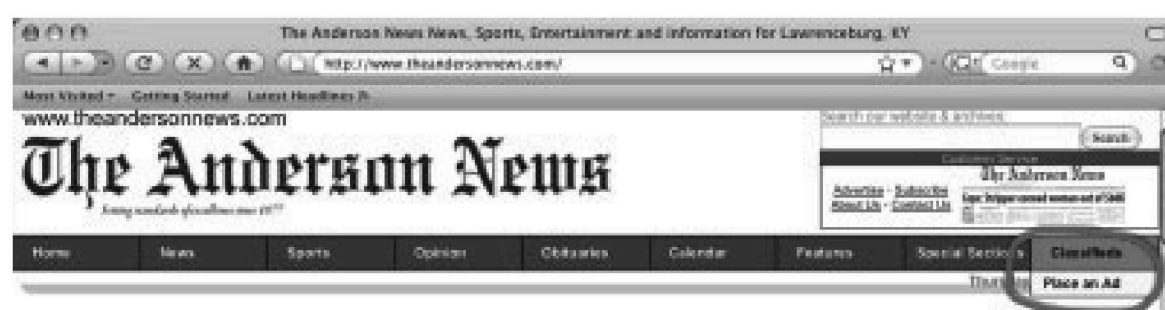 The Anderson News News, Sports, Entertainment and information for Lawrenceburg, KY
http://www.theandersonnews.com/
Google
Most Visited Getting Started Latest Headlines
www.theandersonnews.com
Search our website & archives:
Search
The Anderson News
Customer Service
The Anderson News
Advertise - Subscribe
About Us - Contact Us
Home News Sports Opinion Obituaries Calendar Features Special Sections Classifieds
Place an Ad